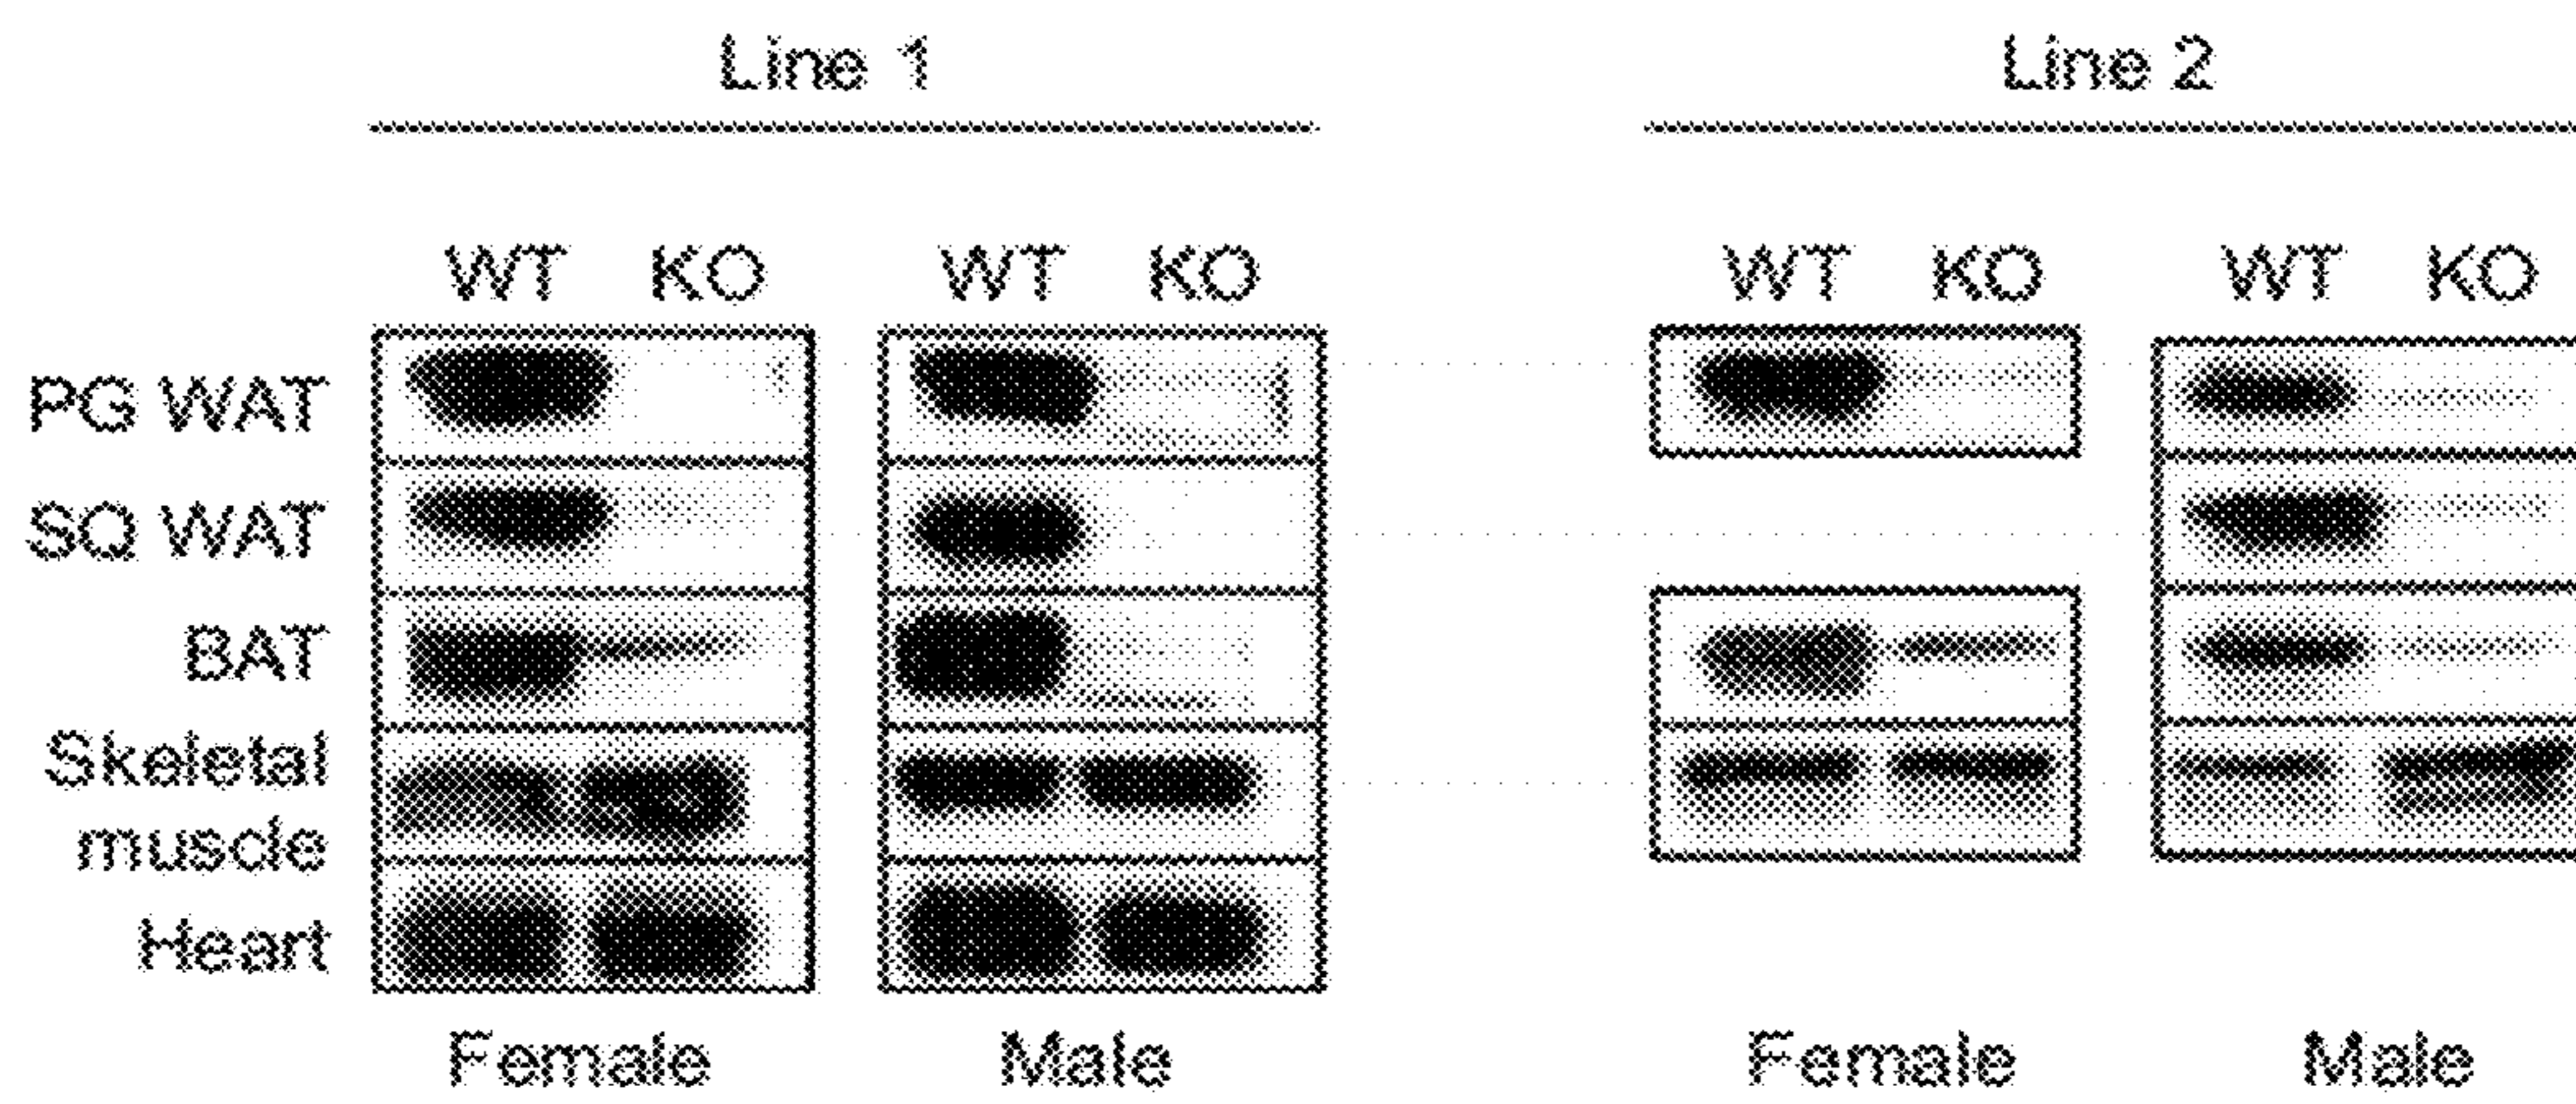 Line 1 Line 2
WT KO WT KO WT KO WT KO
PG WAT
SQ WAT
BAT
Skeletal
muscle
Heart
Female Male Female Male